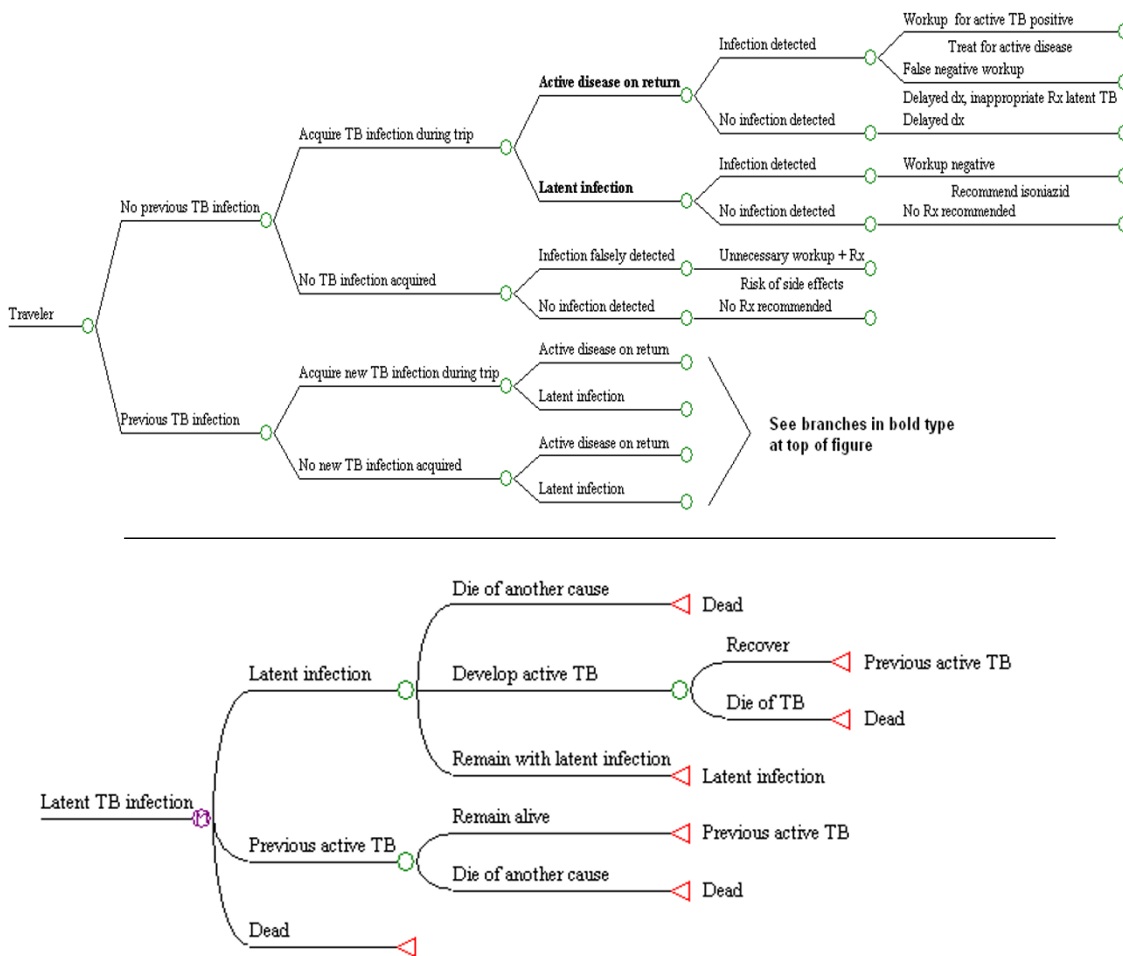 Workup for active TB positive
Infection detected
Treat for active disease
False negative workup
Active disease on return
Delayed dx, inappropriate Rx latent TB
No infection detected
Delayed dx
Acquire TB infection during trip
Infection detected
Workup negative
Latent infection
Recommend isoniazid
No infection detected
No Rx recommended
No previous TB infection
Infection falsely detected
Unnecessary workup + Rx
No TB infection acquired
Risk of side effects
No infection detected
No Rx recommended
Traveler
Active disease on return
Acquire new TB infection during trip
Latent infection
Previous TB infection
See branches in bold type
at top of figure
Active disease on return
No new TB infection acquired
Latent infection
Die of another cause
Dead
Recover
Previous active TB
Latent infection
Develop active TB
Die of TB
Dead
Remain with latent infection
Latent infection
Latent TB infection
M
Remain alive
Previous active TB
Previous active TB
Die of another cause
Dead
Dead